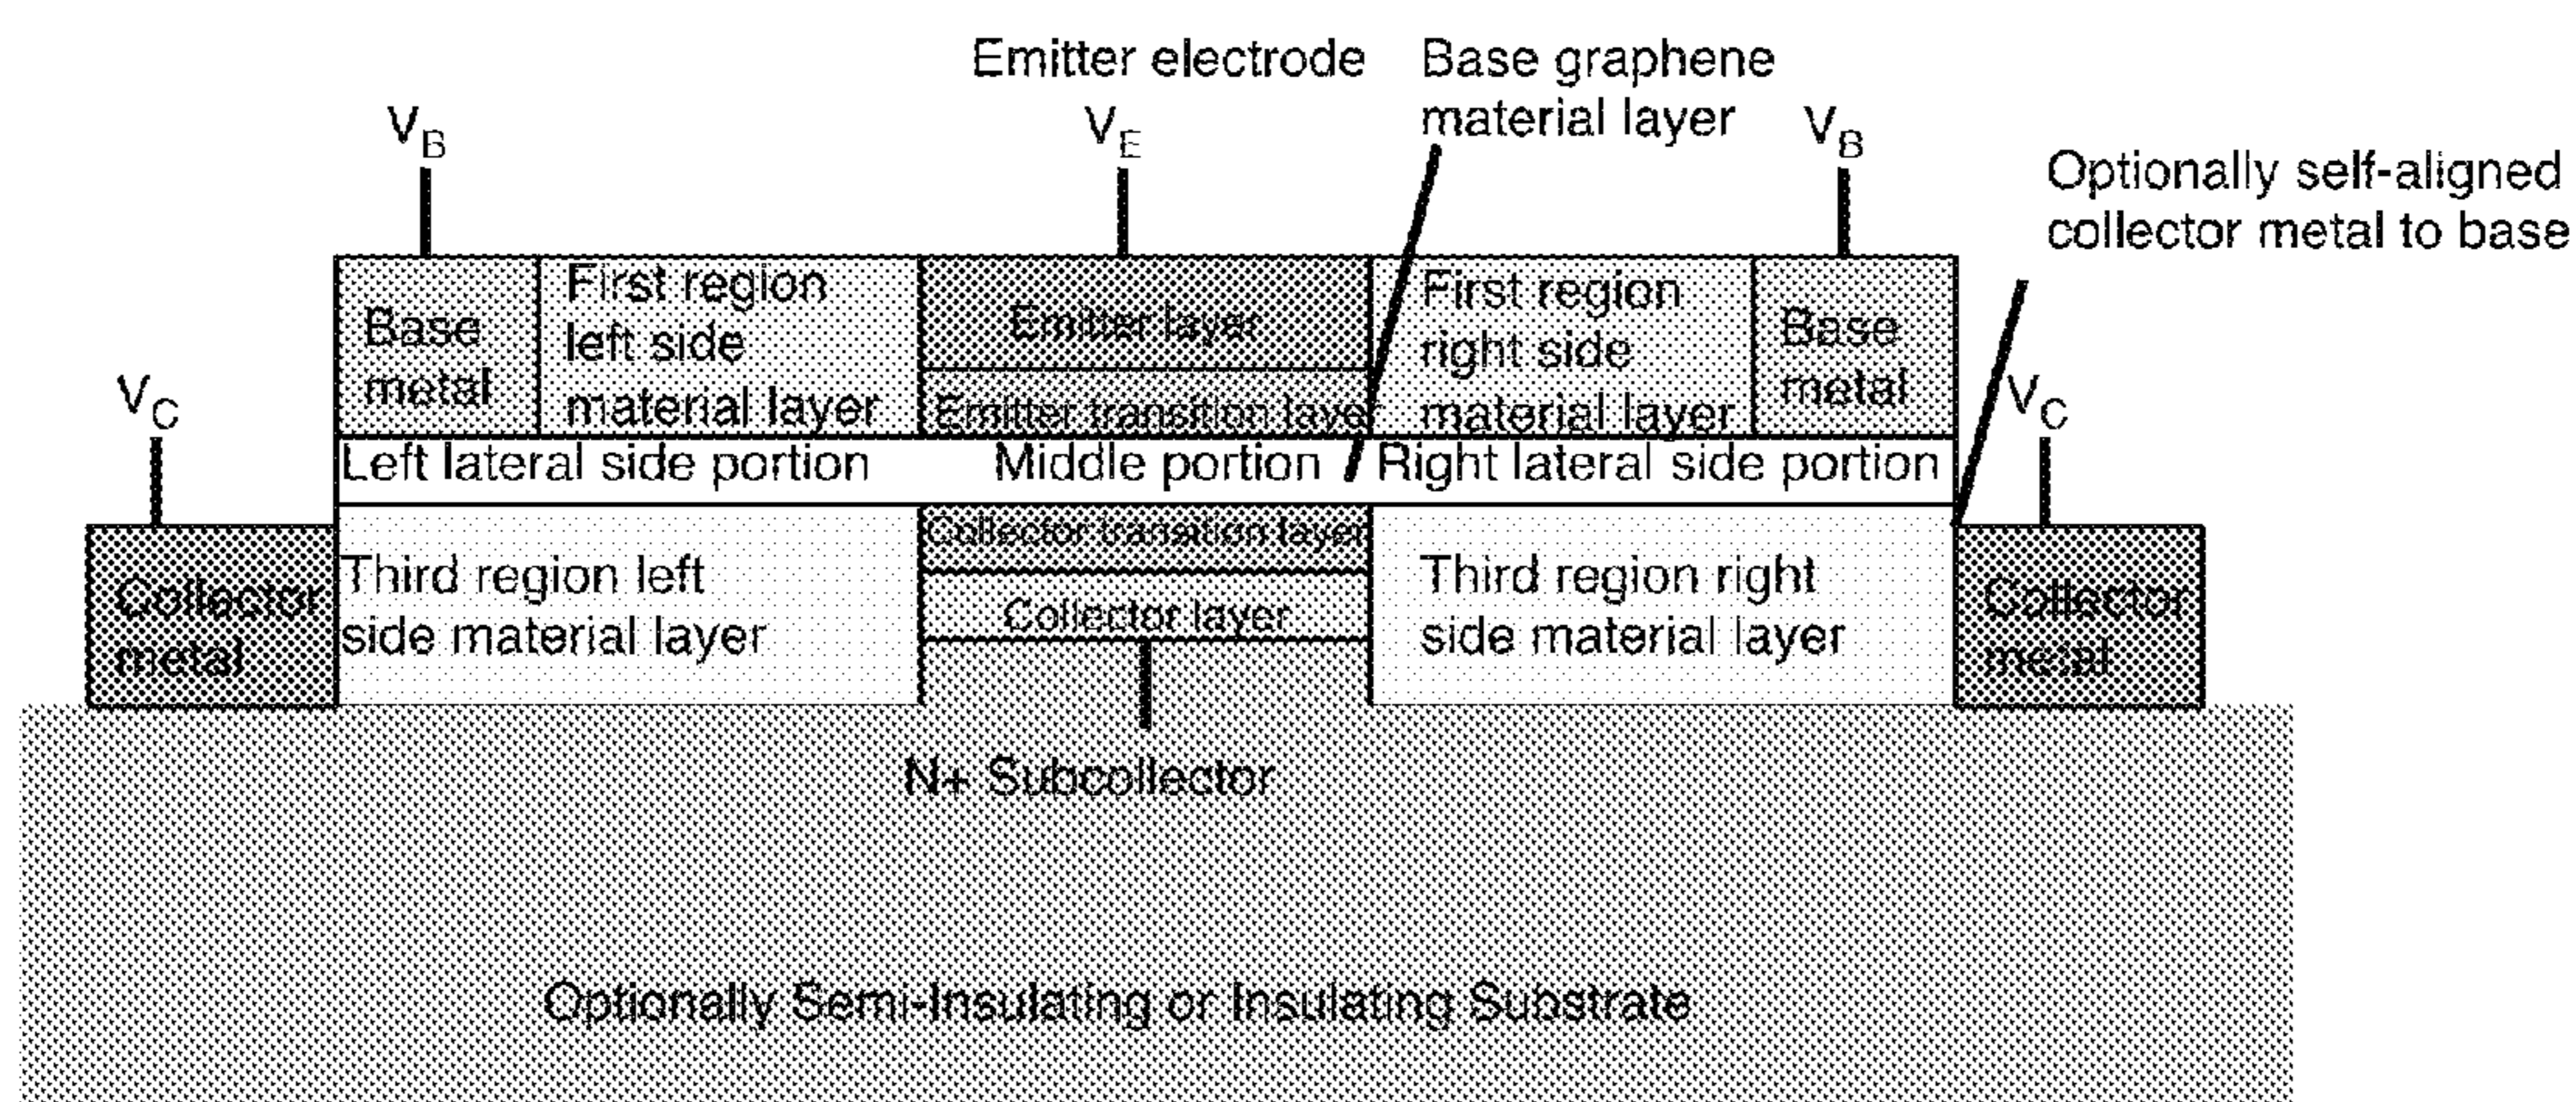 Emitter electrode
Base graphene
material layer
V_B
V_E
V_B
Optionally self-aligned
collector metal to base
Base
metal
First region
left side
material layer
Emitter layer
Emitter transition laye
First region
right side
material layer
Base
metal
V_C
V_C
Left lateral side portion
Middle portion
Right lateral side portion
Collector
metal
Third region left
side material layer
Collector transition layer
Collector layer
Third region right
side material layer
Collector
metal
N+ Subcollector
Optionally Semi-Insulating or Insulating Substrate